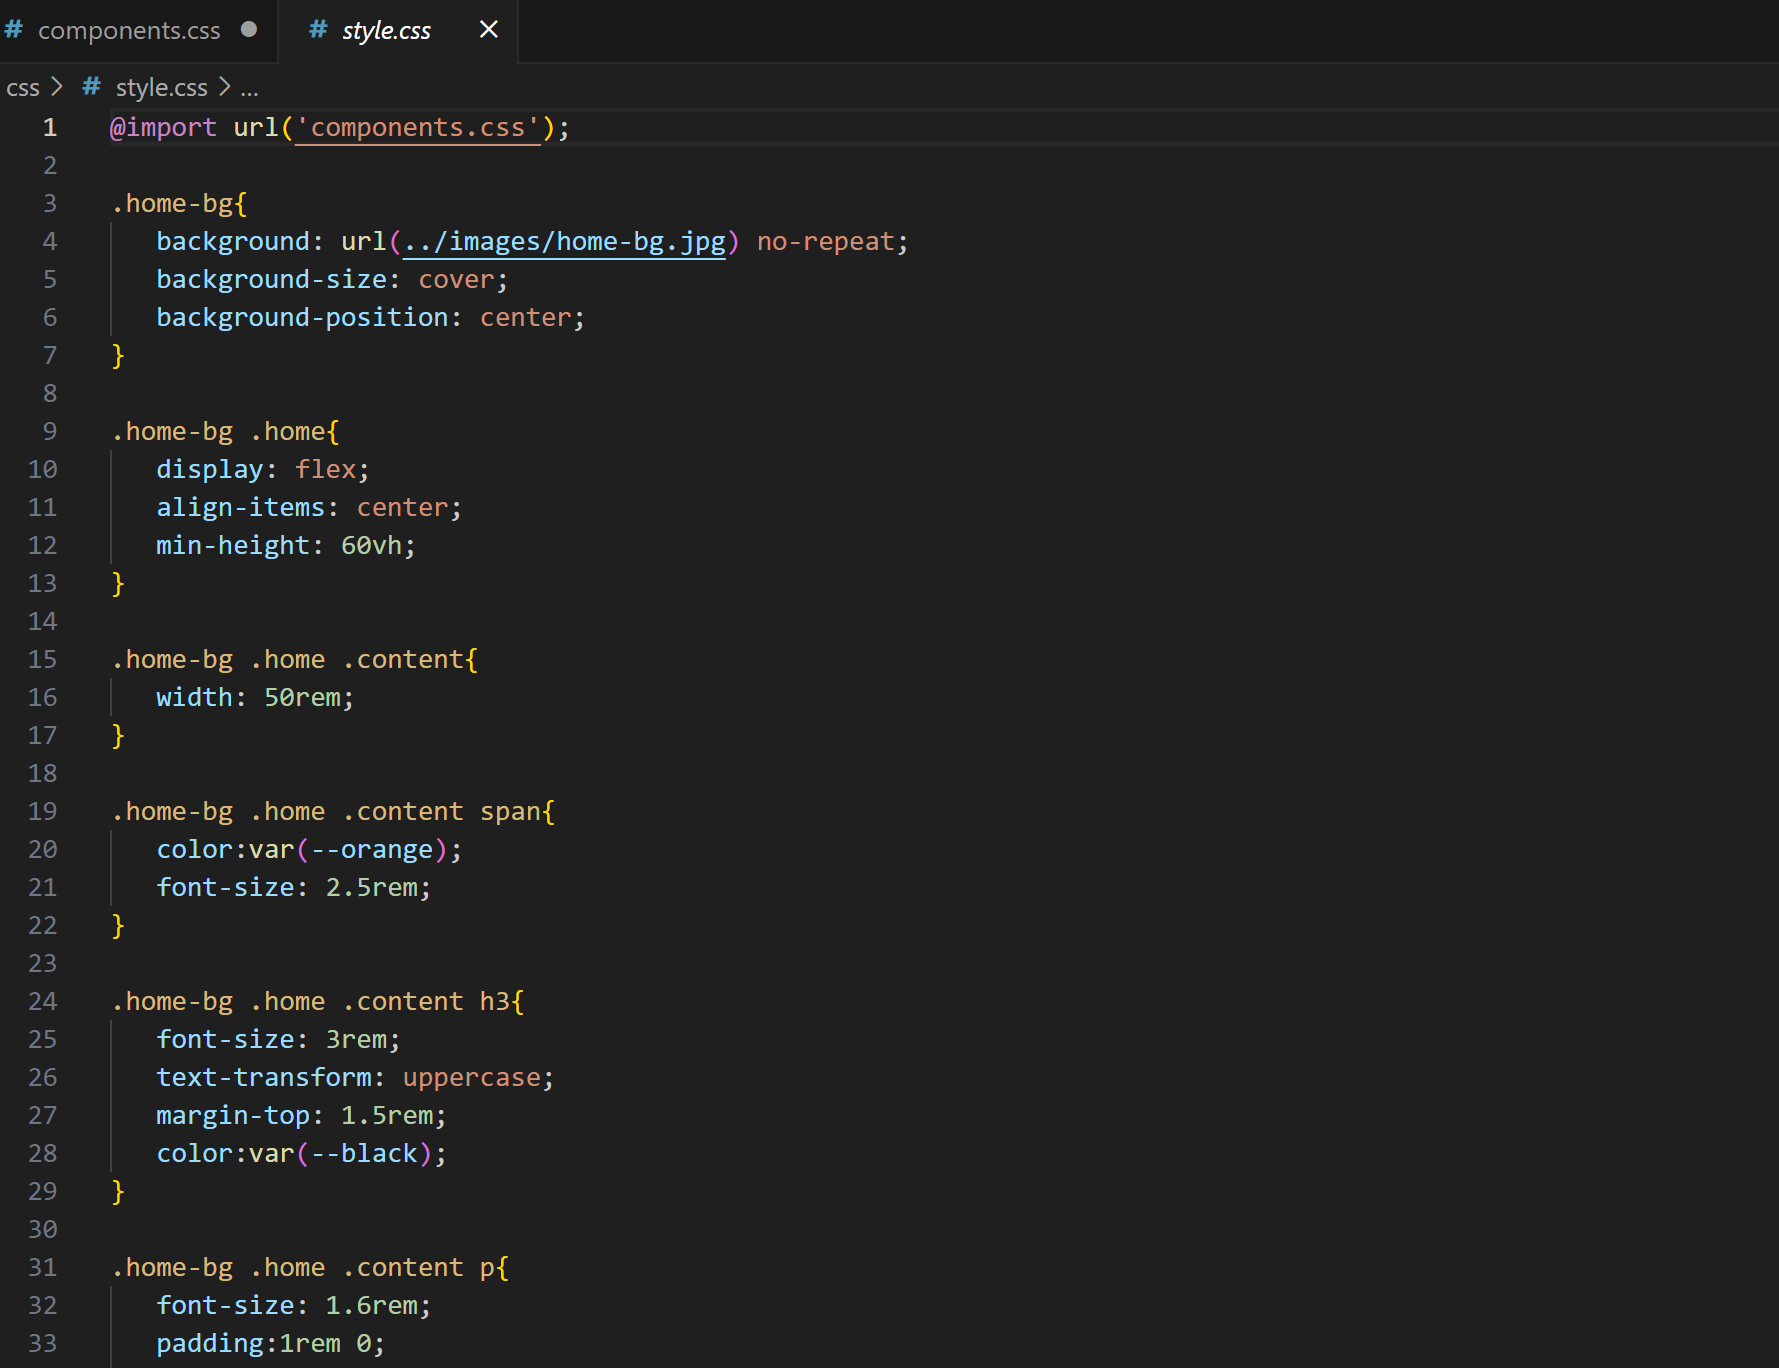 # components.css ● # style.css ×
css > # style.css > ...
1 @import url('components.css');
2
3 .home-bg{
4    background: url(../images/home-bg.jpg) no-repeat;
5    background-size: cover;
6    background-position: center;
7 }
8
9 .home-bg .home{
10    display: flex;
11    align-items: center;
12    min-height: 60vh;
13 }
14
15 .home-bg .home .content{
16    width: 50rem;
17 }
18
19 .home-bg .home .content span{
20    color:var(--orange);
21    font-size: 2.5rem;
22 }
23
24 .home-bg .home .content h3{
25    font-size: 3rem;
26    text-transform: uppercase;
27    margin-top: 1.5rem;
28    color:var(--black);
29 }
30
31 .home-bg .home .content p{
32    font-size: 1.6rem;
33    padding:1rem 0;